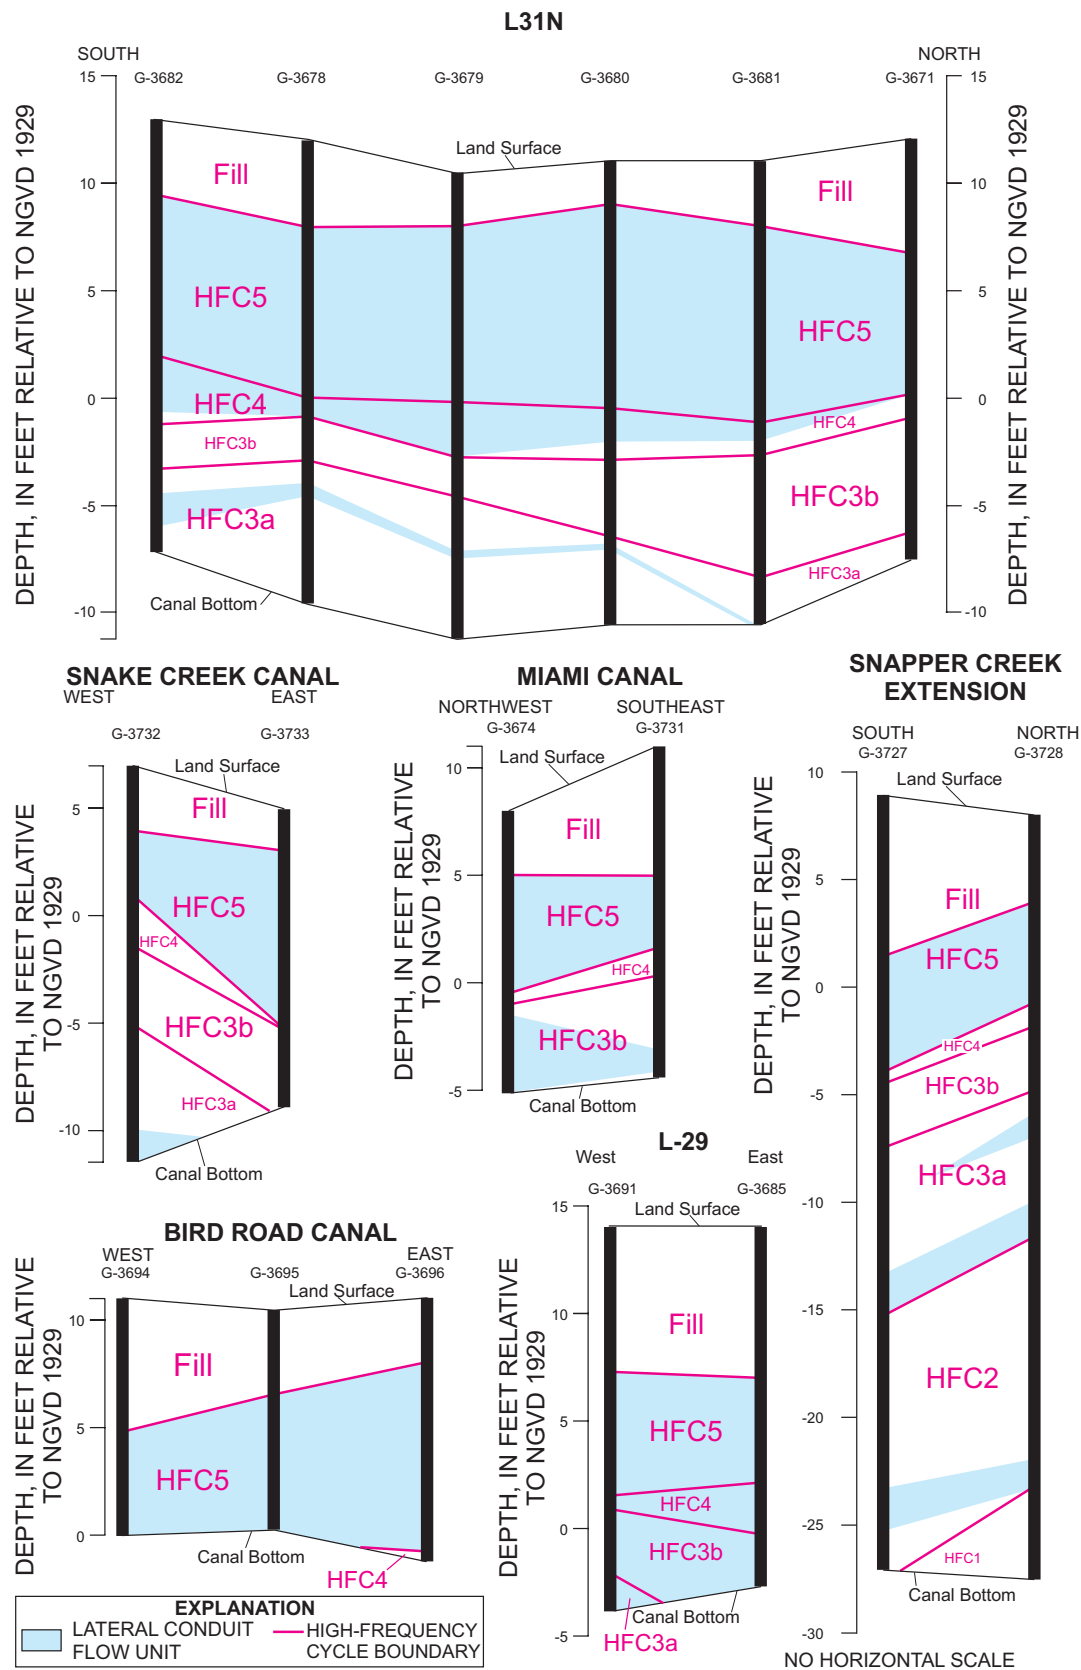 L31N
SOUTH
NORTH
G-3682 G-3678 G-3679 G-3680 G-3681 G-3671
15
10
5
0
-5
-10
DEPTH, IN FEET RELATIVE TO NGVD 1929
15
10
5
0
-5
-10
DEPTH, IN FEET RELATIVE TO NGVD 1929
Land Surface
Fill
Fill
HFC5
HFC5
HFC4
HFC4
HFC3b
HFC3b
HFC3a
HFC3a
Canal Bottom
SNAKE CREEK CANAL
WEST
EAST
G-3732
G-3733
Land Surface
DEPTH, IN FEET RELATIVE
TO NGVD 1929
5
0
-5
-10
Fill
HFC5
HFC4
HFC3b
HFC3a
Canal Bottom
MIAMI CANAL
NORTHWEST
SOUTHEAST
G-3674
G-3731
Land Surface
DEPTH, IN FEET RELATIVE
TO NGVD 1929
10
5
0
-5
Fill
HFC5
HFC4
HFC3b
Canal Bottom
SNAPPER CREEK
EXTENSION
SOUTH
NORTH
G-3727
G-3728
Land Surface
DEPTH, IN FEET RELATIVE
TO NGVD 1929
10
5
0
-5
-10
-15
-20
-25
-30
Fill
HFC5
HFC4
HFC3b
HFC3a
HFC2
HFC1
Canal Bottom
BIRD ROAD CANAL
WEST
EAST
G-3694
G-3695
G-3696
Land Surface
DEPTH, IN FEET RELATIVE
TO NGVD 1929
10
5
0
Fill
HFC5
Canal Bottom
HFC4
L-29
West
East
G-3691
G-3685
Land Surface
DEPTH, IN FEET RELATIVE
TO NGVD 1929
15
10
5
0
-5
Fill
HFC5
HFC4
HFC3b
Canal Bottom
HFC3a
EXPLANATION
LATERAL CONDUIT
FLOW UNIT
HIGH-FREQUENCY
CYCLE BOUNDARY
NO HORIZONTAL SCALE